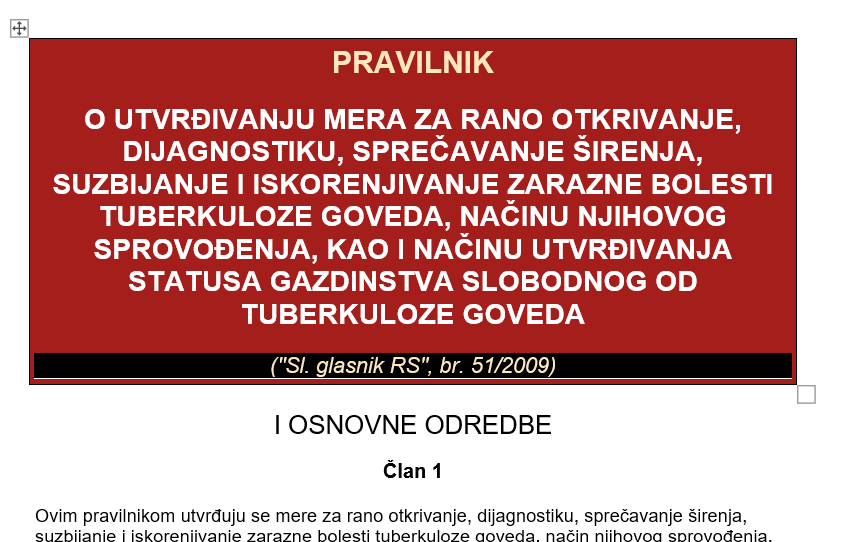 PRAVILNIK
O UTVRĐIVANJU MERA ZA RANO OTKRIVANJE,
DIJAGNOSTIKU, SPREČAVANJE ŠIRENJA,
SUZBIJANJE I ISKORENJIVANJE ZARAZNE BOLESTI
TUBERKULOZE GOVEDA, NAČINU NJIHOVOG
SPROVOĐENJA, KAO I NAČINU UTVRĐIVANJA
STATUSA GAZDINSTVA SLOBODNOG OD
TUBERKULOZE GOVEDA
("Sl. glasnik RS", br. 51/2009)
I OSNOVNE ODREDBE
Član 1
Ovim pravilnikom utvrđuju se mere za rano otkrivanje, dijagnostiku, sprečavanje širenja,
suzbijanje i iskorenjivanje zarazne bolesti tuberkuloze goveda, način njihovog sprovođenja,